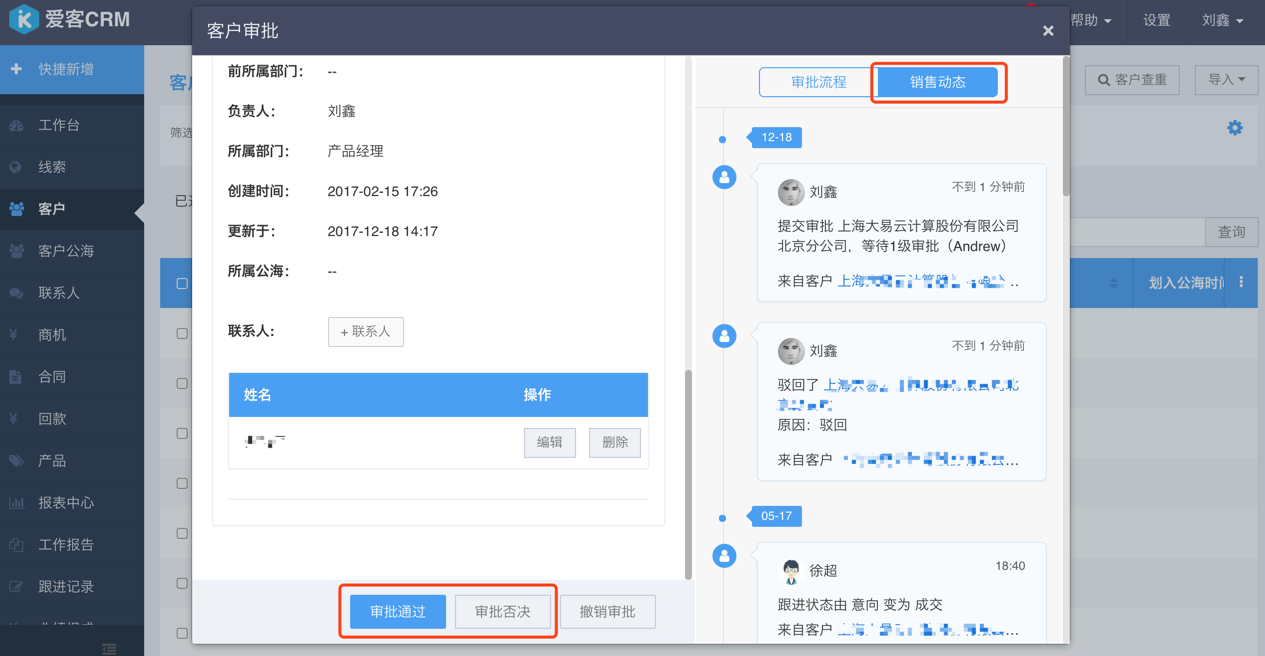 爱客CRM
帮助
设置
刘鑫
快捷新增
工作台
线索
客户
客户公海
联系人
商机
合同
回款
产品
报表中心
工作报告
跟进记录
客户
筛选
已
客户查重
导入
查询
划入公海时间
客户审批
×
前所属部门: --
负责人: 刘鑫
所属部门: 产品经理
创建时间: 2017-02-15 17:26
更新于: 2017-12-18 14:17
所属公海: --
联系人: + 联系人
姓名 操作
编辑 删除
审批通过 审批否决 撤销审批
审批流程 销售动态
12-18
刘鑫 不到 1 分钟前
提交审批 上海大易云计算股份有限公司
北京分公司，等待1级审批（Andrew）
来自客户 上海
刘鑫 不到 1 分钟前
驳回了 上海
原因：驳回
来自客户
05-17
徐超 18:40
跟进状态由 意向 变为 成交
来自客户